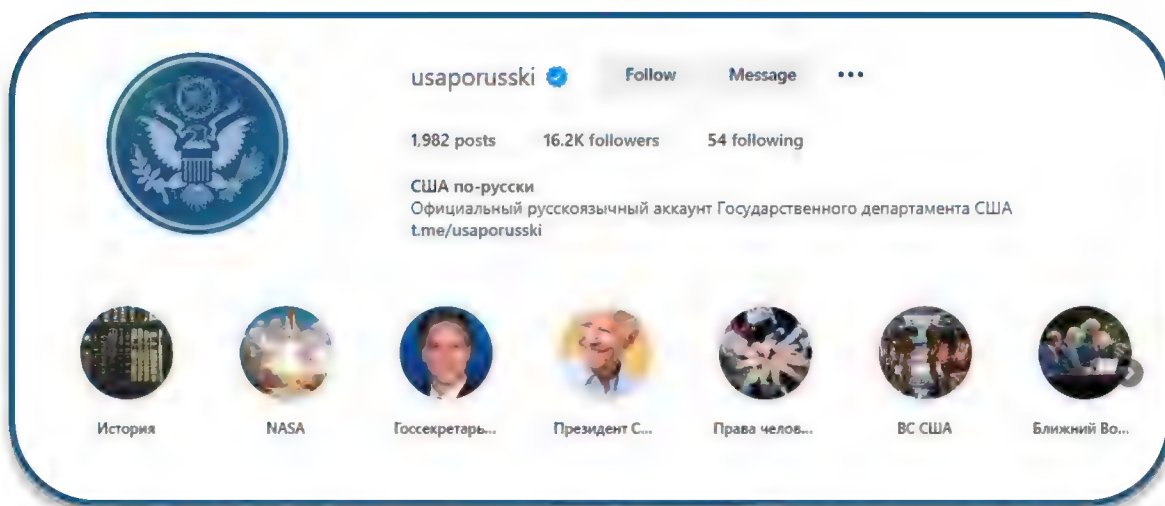 usaporusski Follow Message •••
1,982 posts 16.2K followers 54 following
США по-русски
Официальный русскоязычный аккаунт Государственного департамента США
t.me/usaporusski
История NASA Госсекретарь... Президент С... Права челов... ВС США Ближний Во...